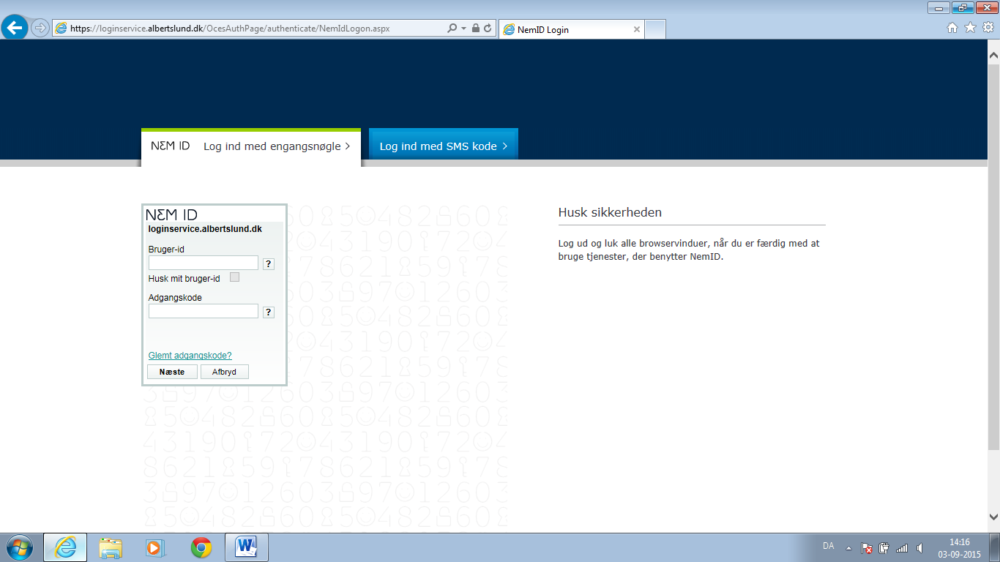 https://loginservice.albertslund.dk/OcesAuthPage/authenticate/NemIdLogon.aspx
NemID Login
NEM ID Log ind med engangsnøgle
Log ind med SMS kode
NEM ID
loginservice.albertslund.dk
Bruger-id
?
Husk mit bruger-id
Adgangskode
?
Glemt adgangskode?
Næste Afbryd
Husk sikkerheden
Log ud og luk alle browservinduer, når du er færdig med at
bruge tjenester, der benytter NemID.
DA
14:16
03-09-2015